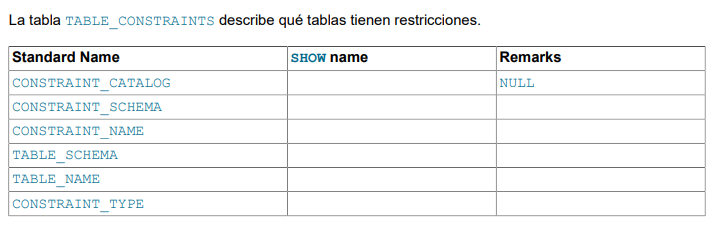 La tabla TABLE_CONSTRAINTS describe qué tablas tienen restricciones.
Standard Name SHOW name Remarks
CONSTRAINT_CATALOG NULL
CONSTRAINT_SCHEMA
CONSTRAINT_NAME
TABLE_SCHEMA
TABLE_NAME
CONSTRAINT_TYPE